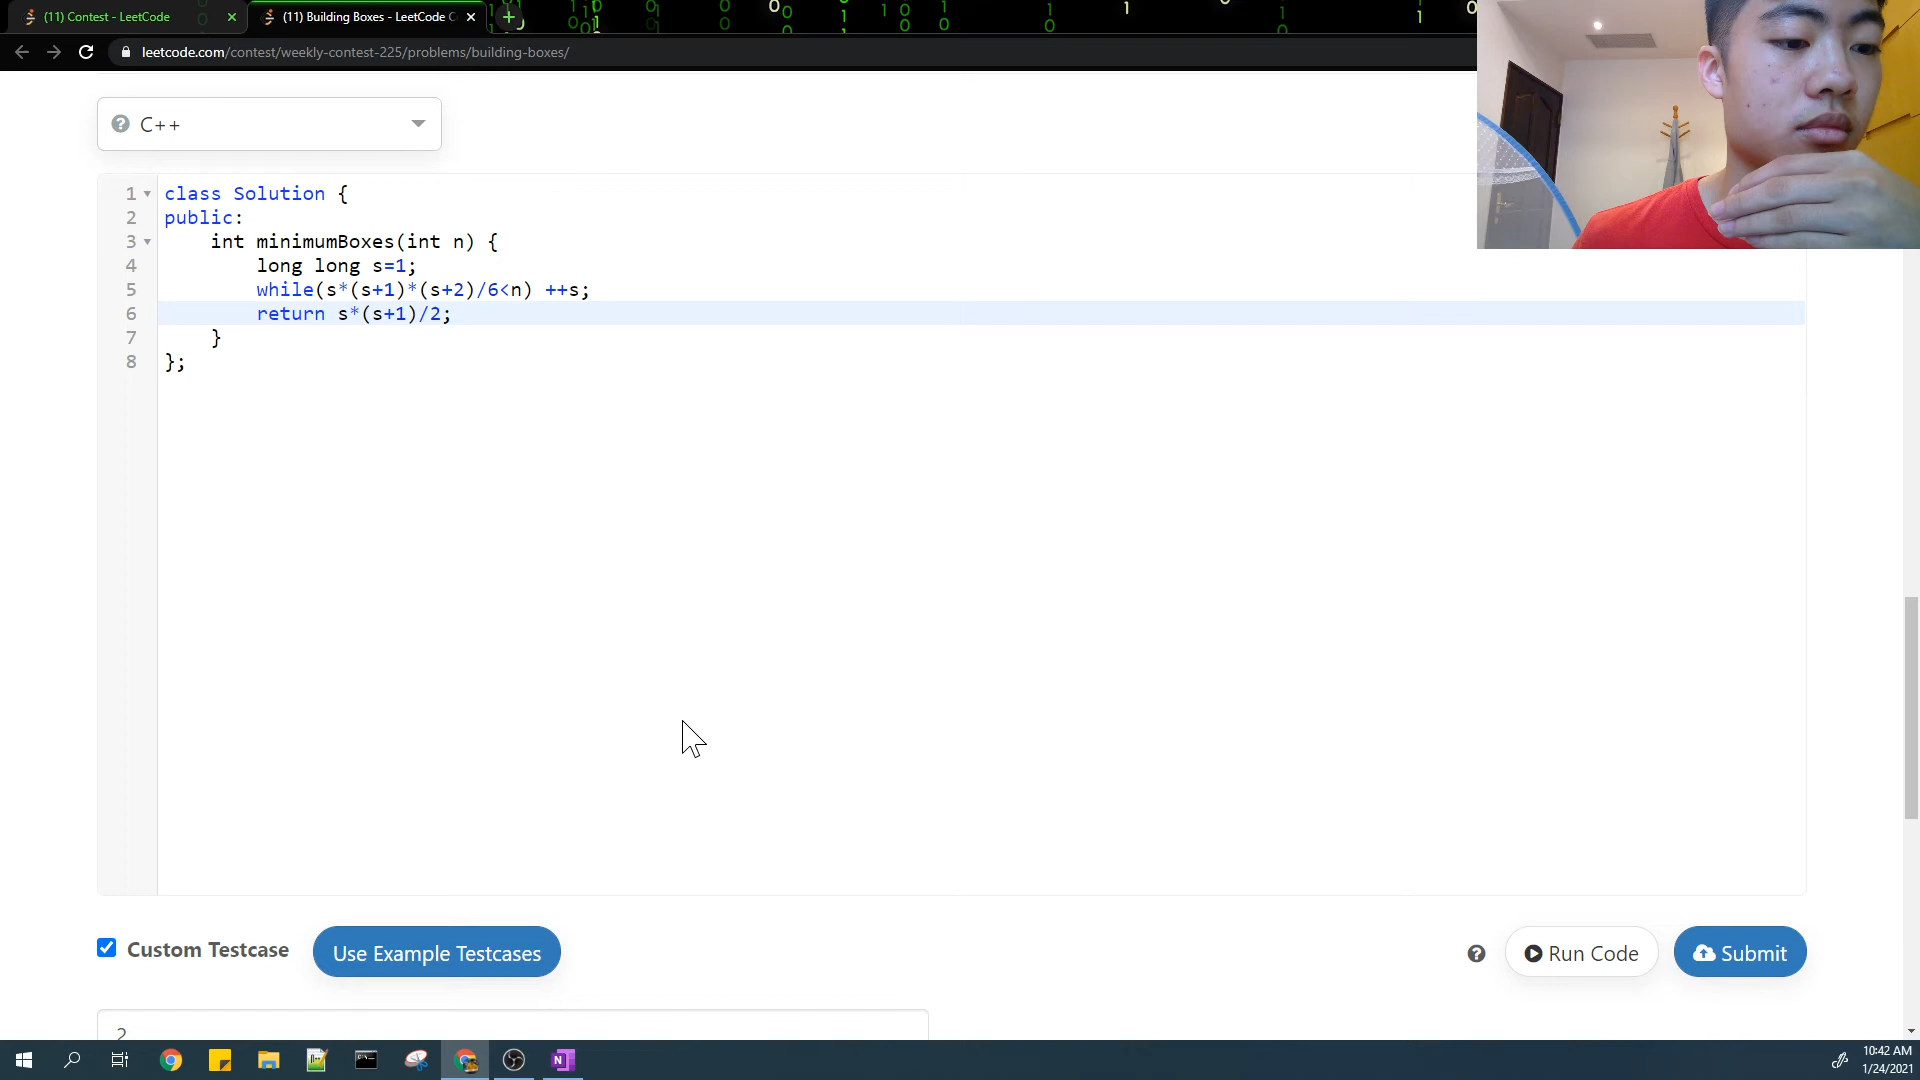 (11) Contest - LeetCode
(11) Building Boxes - LeetCode C
leetcode.com/contest/weekly-contest-225/problems/building-boxes/
C++
1 class Solution {
2 public:
3 int minimumBoxes(int n) {
4 long long s=1;
5 while(s*(s+1)*(s+2)/6<n) ++s;
6 return s*(s+1)/2;
7 }
8 };
Custom Testcase
Use Example Testcases
Run Code
Submit
2
10:42 AM
1/24/2021